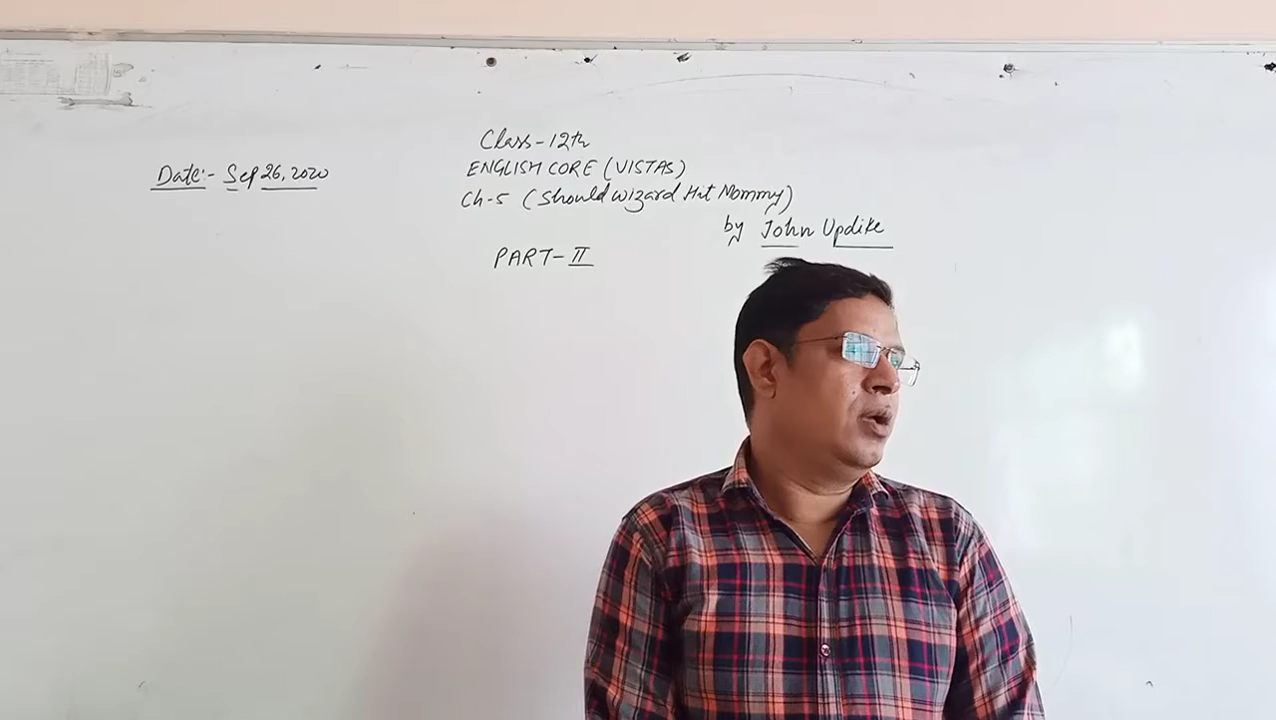 Date:- Sep 26, 2020
Class-12th
ENGLISH CORE (VISTAS)
Ch-5 (Should Wizard Hit Mommy)
by John Updike
PART-II